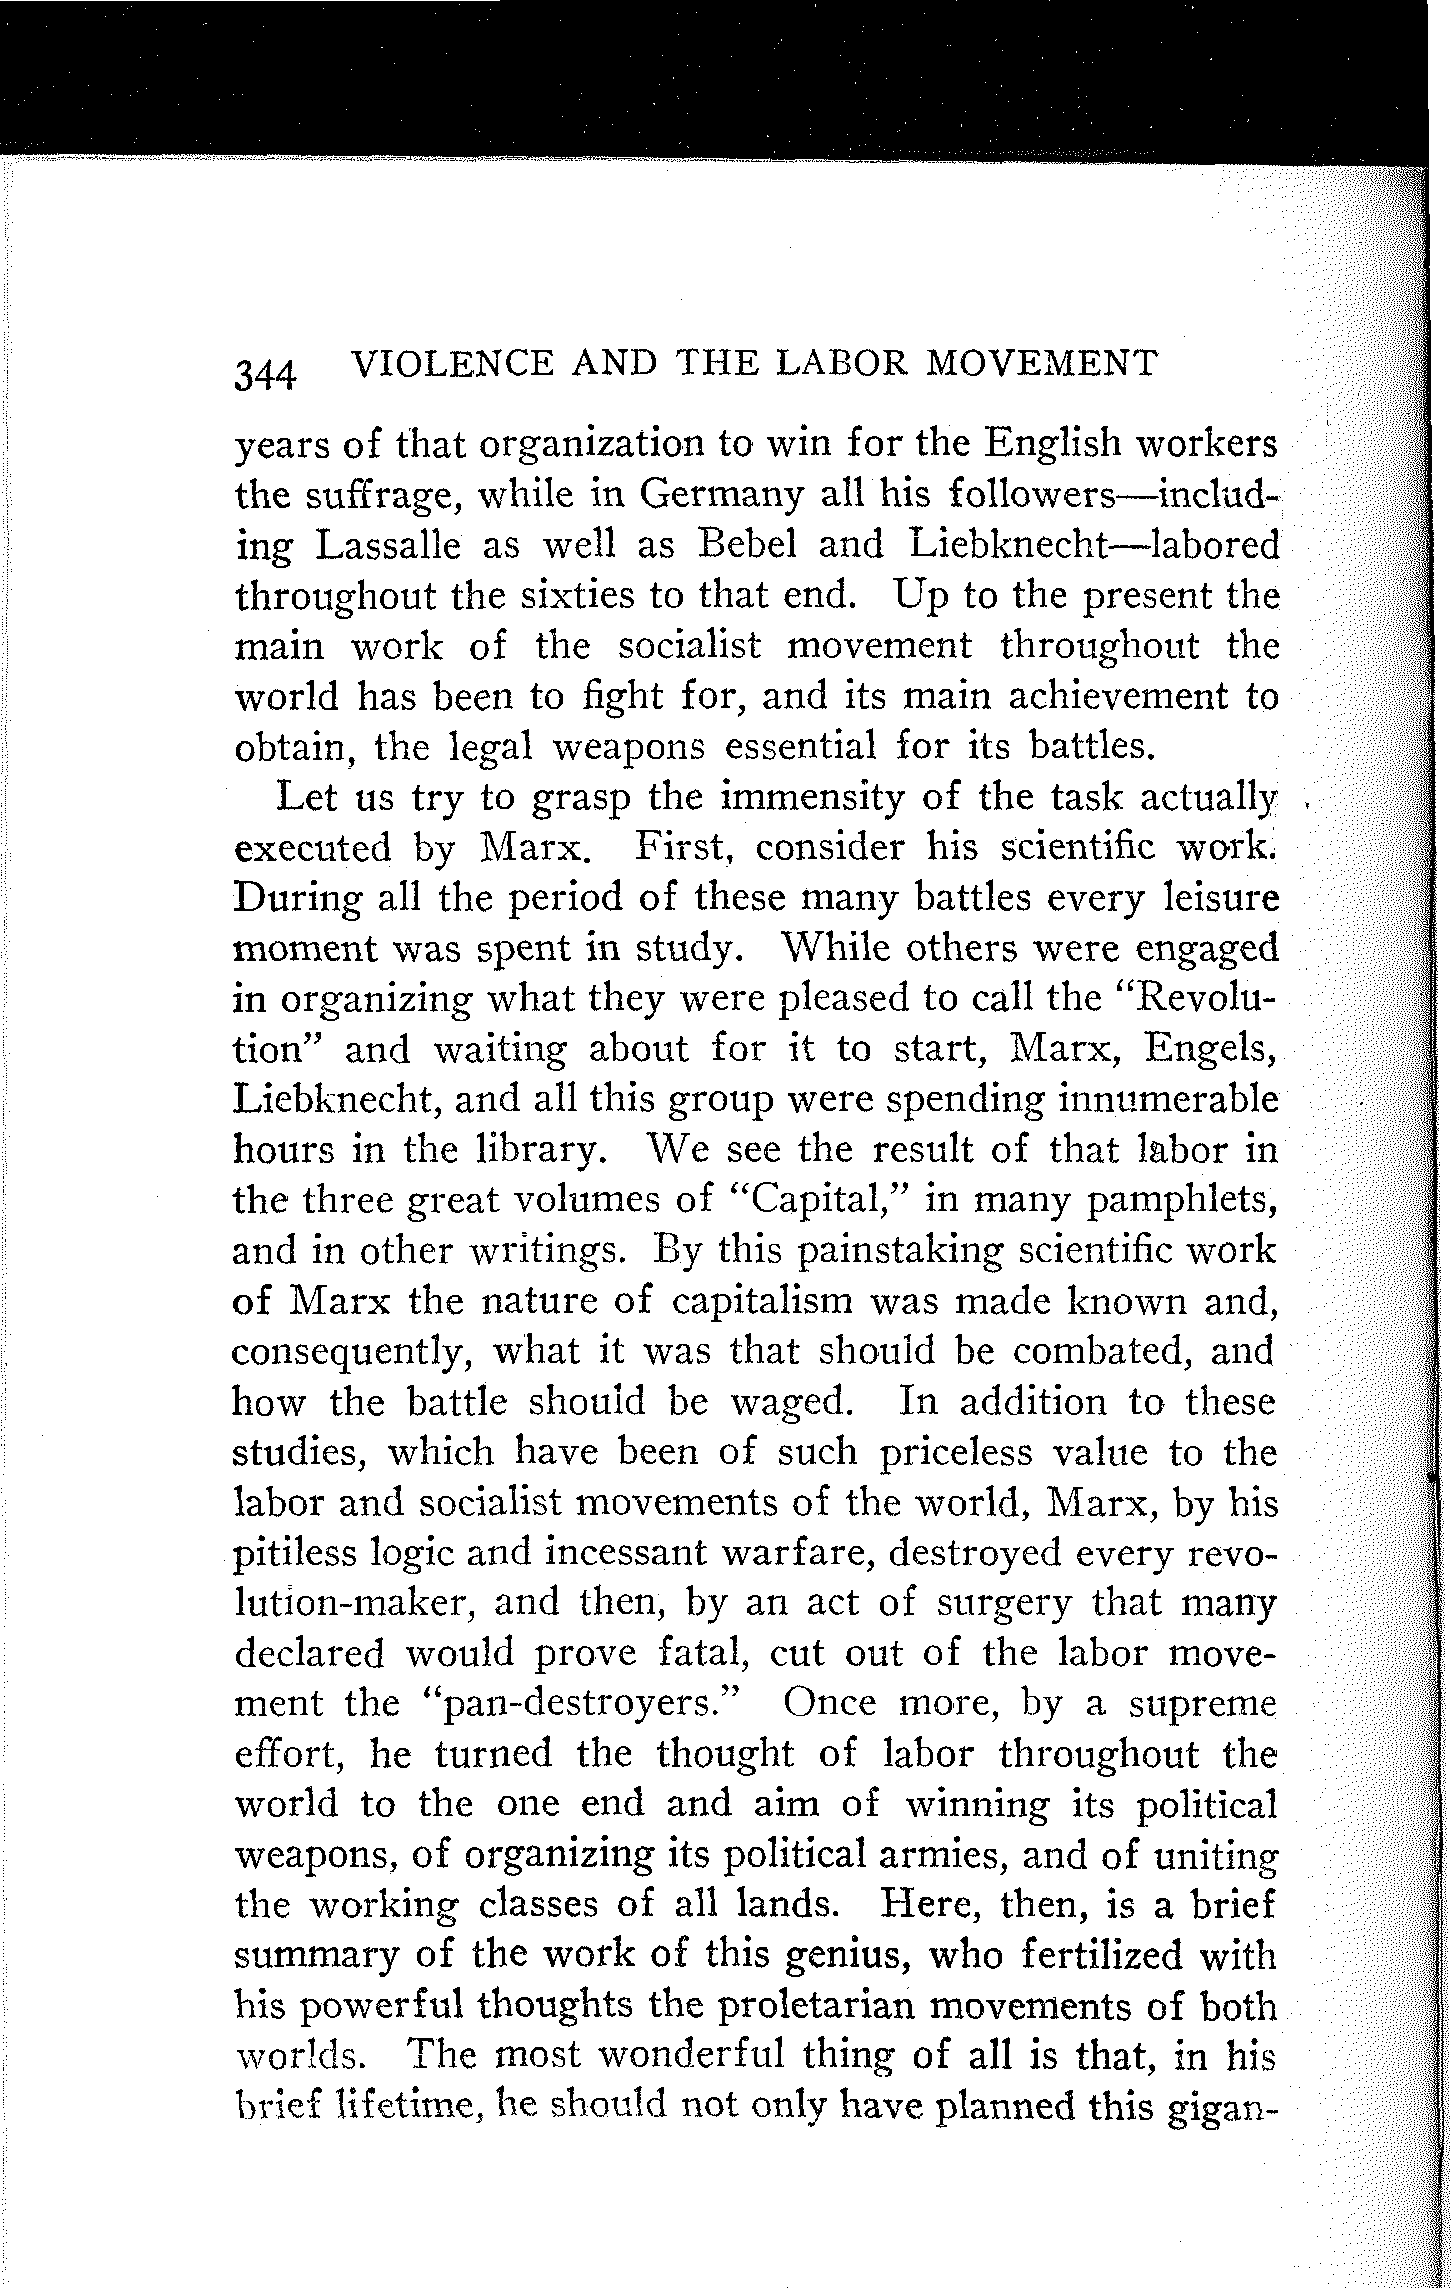 344 VIOLENCE AND THE LABOR MOVEMENT
years of that organization to win for the English workers
the suffrage, while in Germany all his followers—includ-
ing Lassalle as well as Bebel and Liebknecht—labored
throughout the sixties to that end. Up to the present the
main work of the socialist movement throughout the
world has been to fight for, and its main achievement to
obtain, the legal weapons essential for its battles.
Let us try to grasp the immensity of the task actually
executed by Marx. First, consider his scientific work.
During all the period of these many battles every leisure
moment was spent in study. While others were engaged
in organizing what they were pleased to call the "Revolu-
tion" and waiting about for it to start, Marx, Engels,
Liebknecht, and all this group were spending innumerable
hours in the library. We see the result of that labor in
the three great volumes of "Capital," in many pamphlets,
and in other writings. By this painstaking scientific work
of Marx the nature of capitalism was made known and,
consequently, what it was that should be combated, and
how the battle should be waged. In addition to these
studies, which have been of such priceless value to the
labor and socialist movements of the world, Marx, by his
pitiless logic and incessant warfare, destroyed every revo-
lution-maker, and then, by an act of surgery that many
declared would prove fatal, cut out of the labor move-
ment the "pan-destroyers." Once more, by a supreme
effort, he turned the thought of labor throughout the
world to the one end and aim of winning its political
weapons, of organizing its political armies, and of uniting
the working classes of all lands. Here, then, is a brief
summary of the work of this genius, who fertilized with
his powerful thoughts the proletarian movements of both
worlds. The most wonderful thing of all is that, in his
brief lifetime, he should not only have planned this gigan-